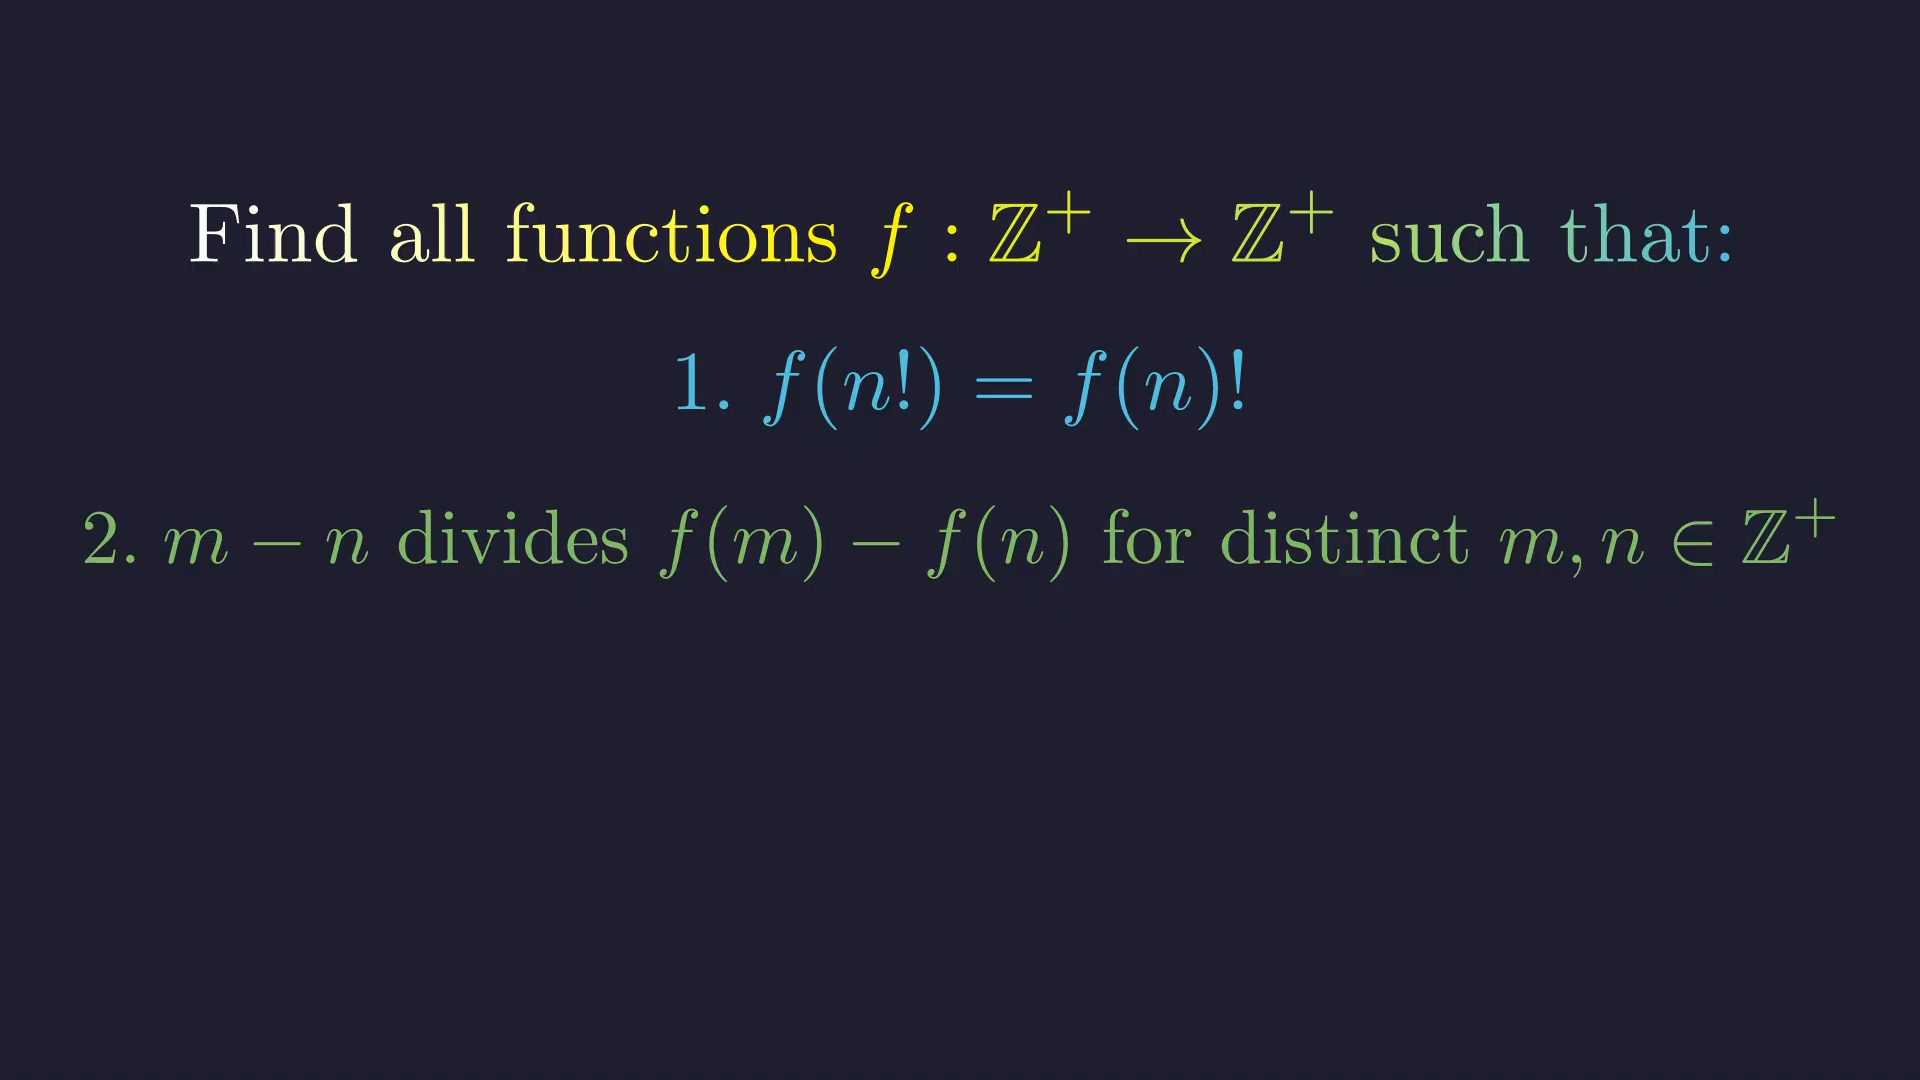 Find all functions f : ℤ⁺ → ℤ⁺ such that:
1. f(n!) = f(n)!
2. m − n divides f(m) − f(n) for distinct m, n ∈ ℤ⁺